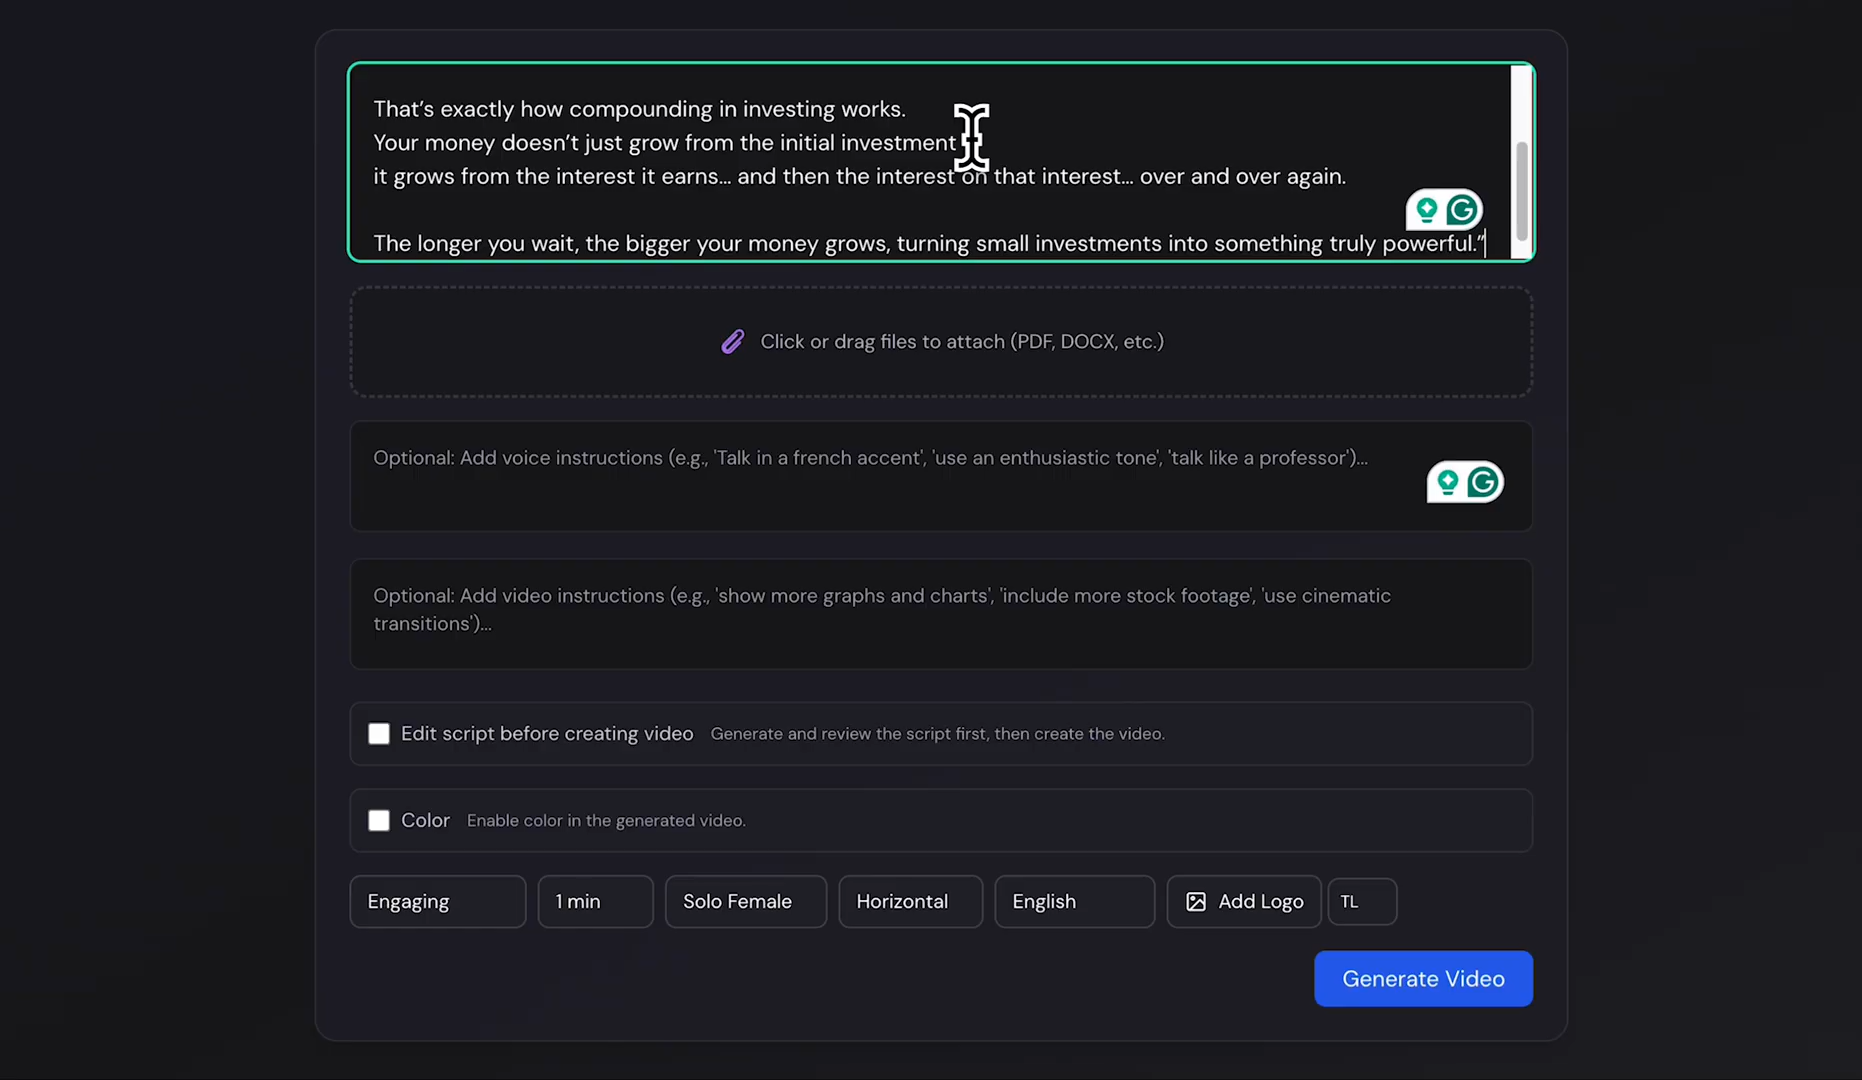 That’s exactly how compounding in investing works.
Your money doesn’t just grow from the initial investment
it grows from the interest it earns… and then the interest on that interest… over and over again.
The longer you wait, the bigger your money grows, turning small investments into something truly powerful.”
Click or drag files to attach (PDF, DOCX, etc.)
Optional: Add voice instructions (e.g., 'Talk in a french accent', 'use an enthusiastic tone', 'talk like a professor')...
Optional: Add video instructions (e.g., 'show more graphs and charts', 'include more stock footage', 'use cinematic
transitions')...
Edit script before creating video Generate and review the script first, then create the video.
Color Enable color in the generated video.
Engaging 1 min Solo Female Horizontal English Add Logo TL
Generate Video